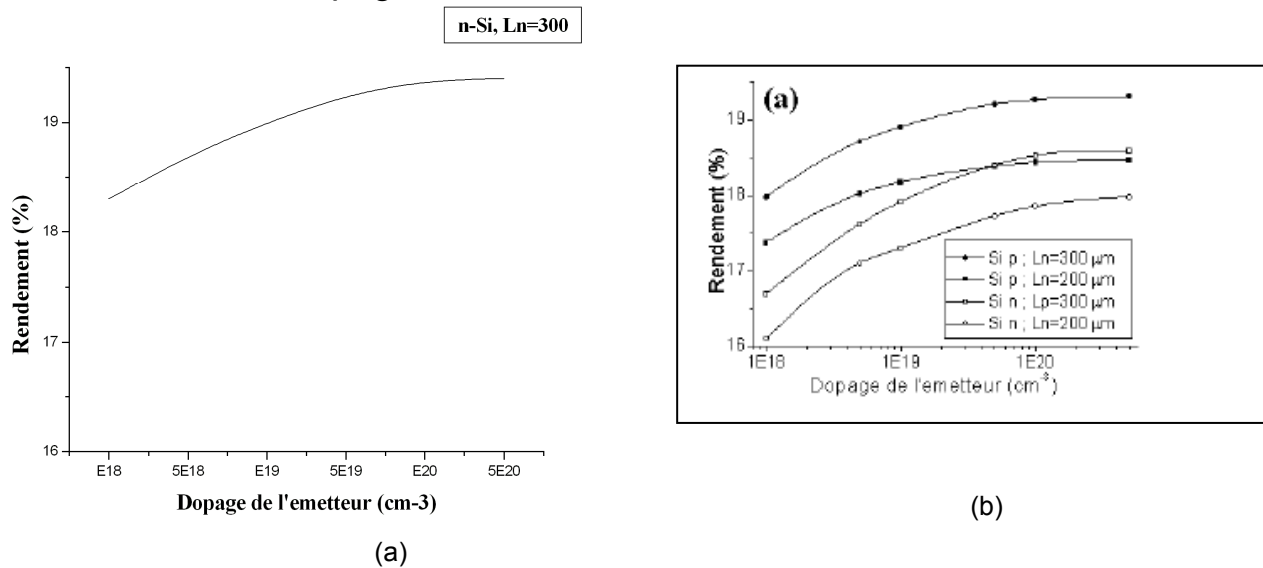 n-Si, Ln=300
19
18
17
16
Rendement (%)
E18 5E18 E19 5E19 E20 5E20
Dopage de l'emetteur (cm-3)
(a)
(a)
19
18
17
16
Rendement (%)
Si p ; Ln=300 μm
Si p ; Ln=200 μm
Si n ; Lp=300 μm
Si n ; Ln=200 μm
1E18 1E19 1E20
Dopage de l'emetteur (cm⁻³)
(b)